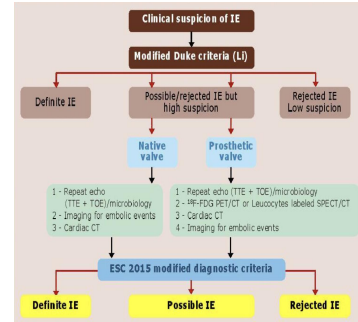 Clinical suspicion of IE
Modified Duke criteria (Li)
Definite IE
Possible/rejected IE but
high suspicion
Rejected IE
Low suspicion
Native
valve
Prosthetic
valve
1 - Repeat echo
(TTE + TOE)/microbiology
2 - Imaging for embolic events
3 - Cardiac CT
1 - Repeat echo (TTE + TOE)/microbiology
2 - ¹⁸F-FDG PET/CT or Leucocytes labeled SPECT/CT
3 - Cardiac CT
4 - Imaging for embolic events
ESC 2015 modified diagnostic criteria
Definite IE
Possible IE
Rejected IE